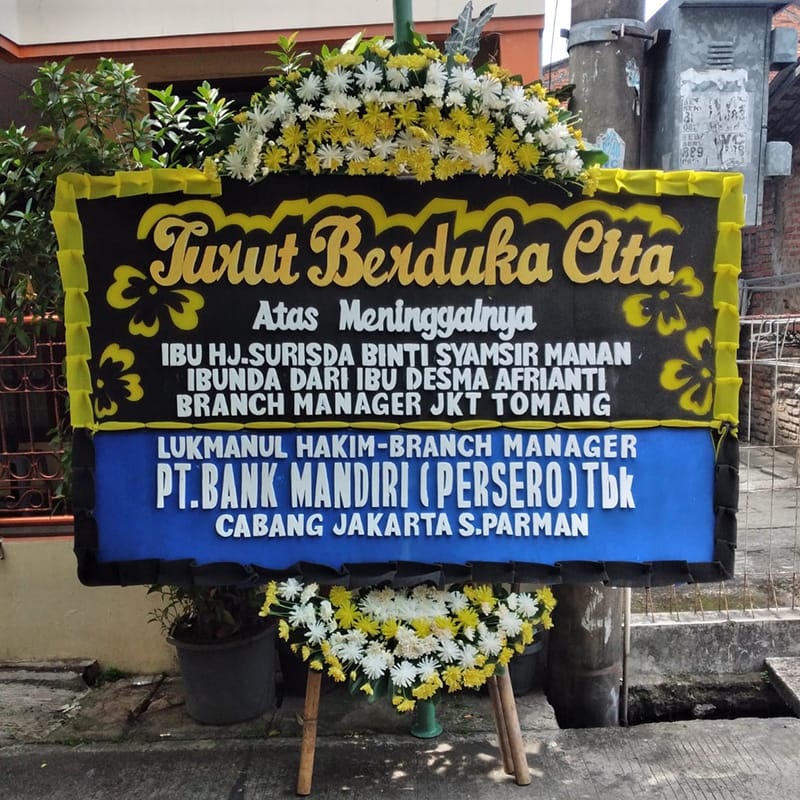 Turut Berduka Cita
Atas Meninggalnya
IBU HJ.SURISDA BINTI SYAMSIR MANAN
IBUNDA DARI IBU DESMA AFRIANTI
BRANCH MANAGER JKT TOMANG
LUKMANUL HAKIM-BRANCH MANAGER
PT.BANK MANDIRI (PERSERO)Tbk
CABANG JAKARTA S.PARMAN